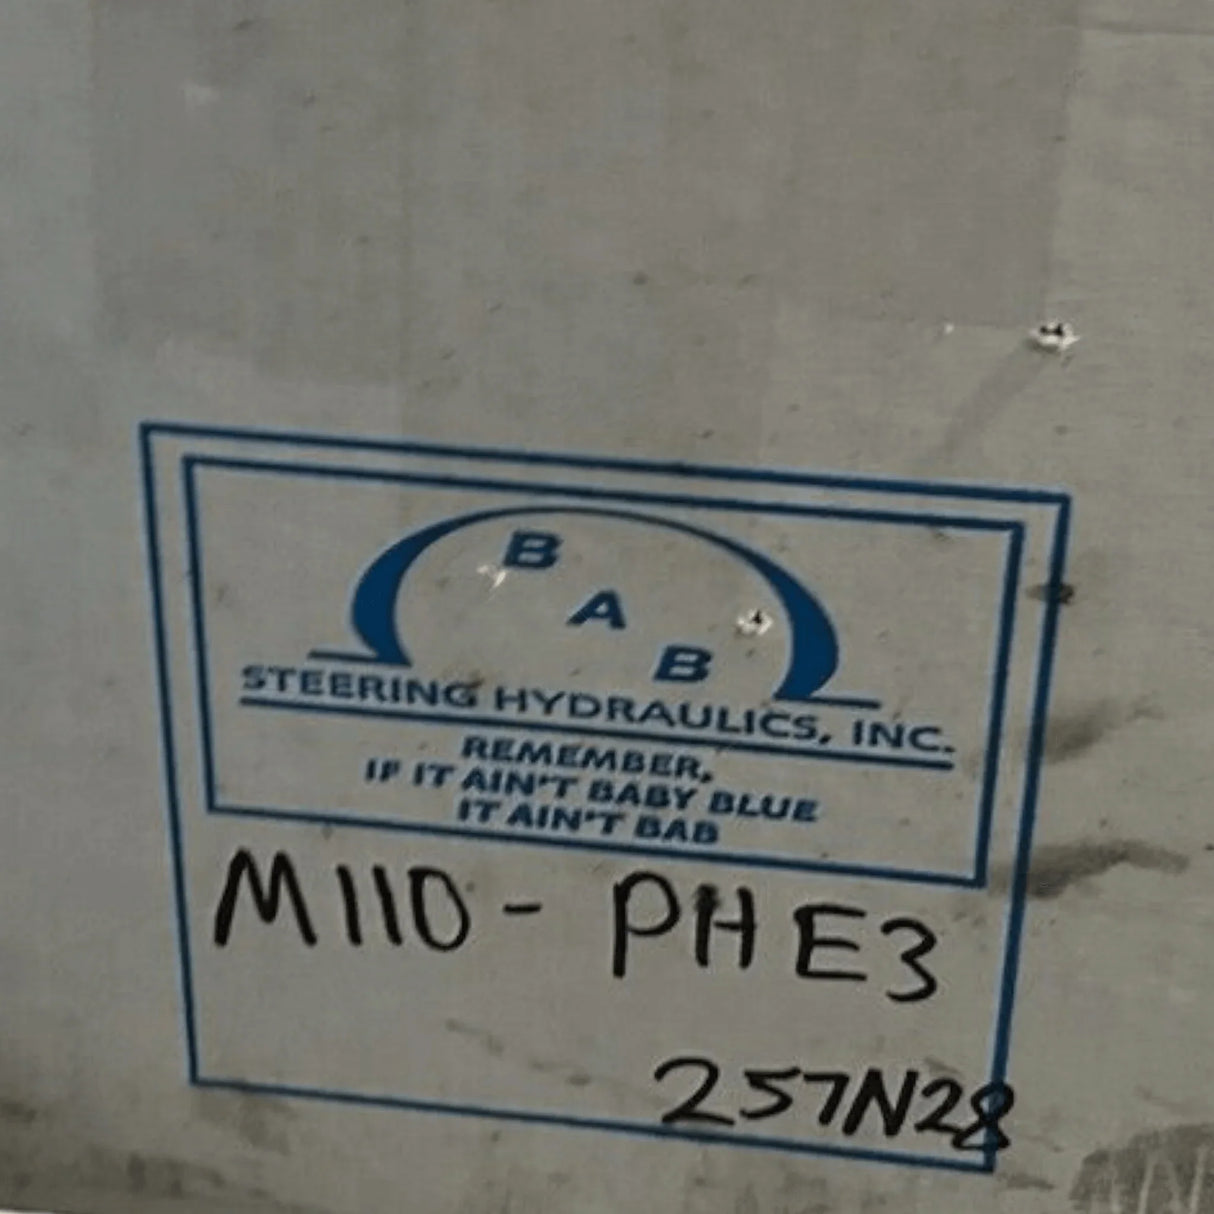 B
A
B
STEERING HYDRAULICS, INC.
REMEMBER,
IF IT AIN'T BABY BLUE
IT AIN'T BAB
M110 - PHE3
257N28